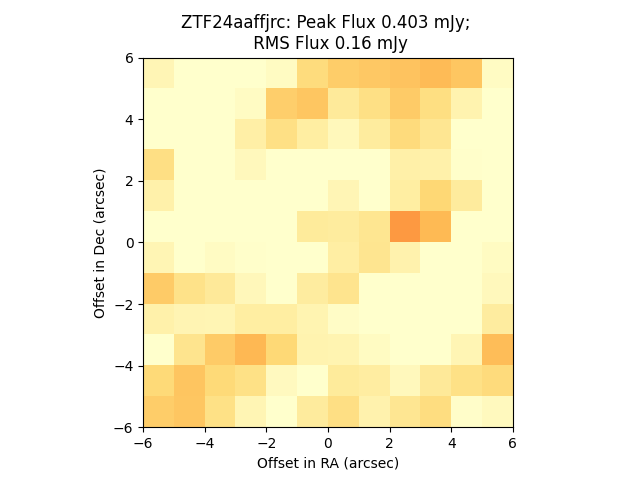 ZTF24aaffjrc: Peak Flux 0.403 mJy;
RMS Flux 0.16 mJy
6
4
2
0
−2
−4
−6
Offset in Dec (arcsec)
−6 −4 −2 0 2 4 6
Offset in RA (arcsec)